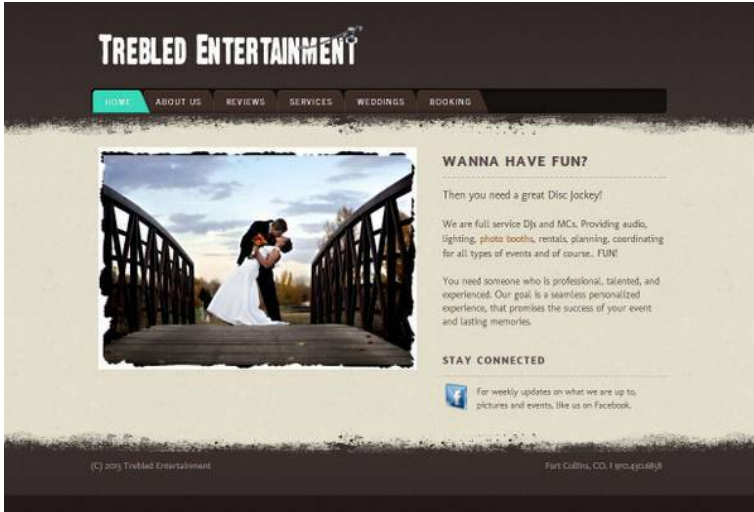 TREBLED ENTERTAINMENT
HOME ABOUT US REVIEWS SERVICES WEDDINGS BOOKING
WANNA HAVE FUN?
Then you need a great Disc Jockey!
We are full service DJs and MCs. Providing audio,
lighting, photo booths, rentals, planning, coordinating
for all types of events and of course.. FUN!
You need someone who is professional, talented, and
experienced. Our goal is a seamless personalized
experience, that promises the success of your event
and lasting memories.
STAY CONNECTED
For weekly updates on what we are up to,
pictures and events, like us on Facebook.
(C) 2013 Trebled Entertainment
Fort Collins, CO. | 970.430.6858